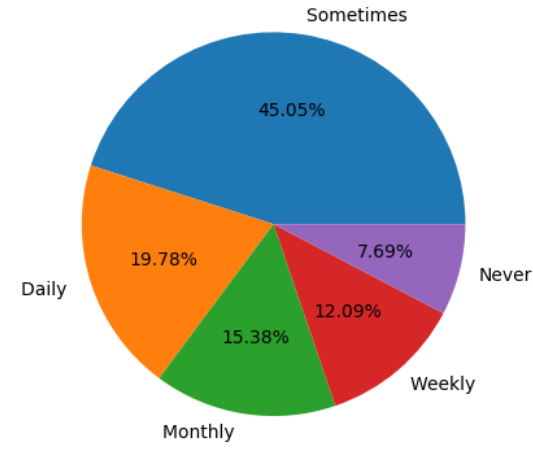 Sometimes
45.05%
19.78%
7.69%
Never
Daily
12.09%
15.38%
Weekly
Monthly